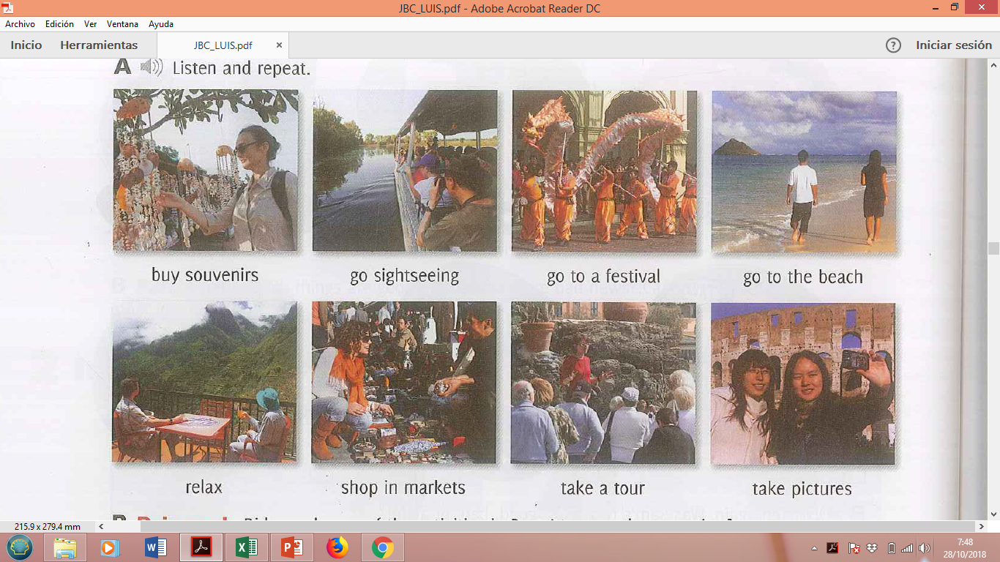 JBC_LUIS.pdf - Adobe Acrobat Reader DC
Archivo Edición Ver Ventana Ayuda
Inicio Herramientas JBC_LUIS.pdf × ? Iniciar sesión
A Listen and repeat.
buy souvenirs go sightseeing go to a festival go to the beach
relax shop in markets take a tour take pictures
215.9 x 279.4 mm
7:48
28/10/2018